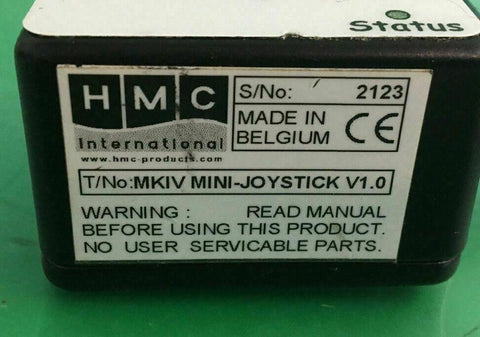 Status
HMC
International
www.hmc-products.com
S/No: 2123
MADE IN
BELGIUM CE
T/No:MKIV MINI-JOYSTICK V1.0
WARNING : READ MANUAL
BEFORE USING THIS PRODUCT.
NO USER SERVICABLE PARTS.